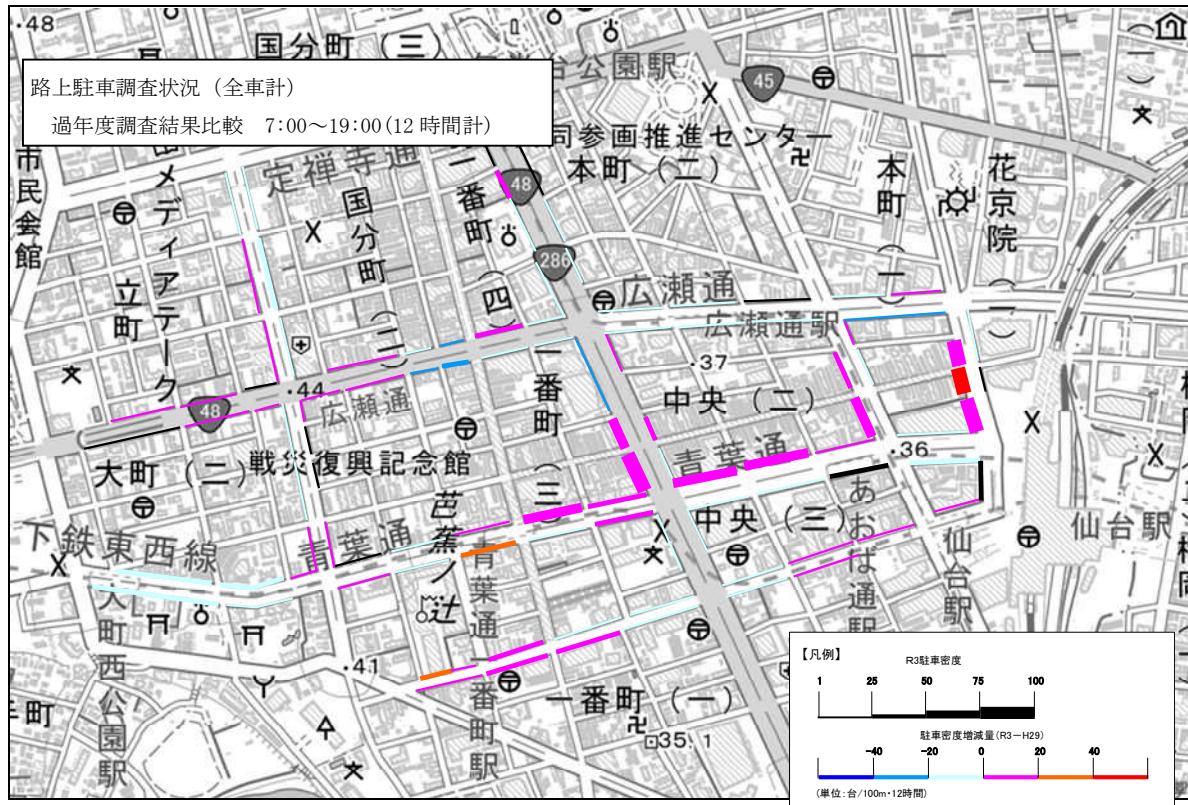 ・48
国分町（三）
台公園駅
45
路上駐車調査状況（全車計）
過年度調査結果比較　7:00～19:00(12時間計)
同参画推進センター
市民会館
メディアテーク
定禅寺通
国分町（二）
一番町（四）
48
本町（二）
本町（一）
花京院（一）
立町
286
広瀬通
広瀬通駅
・37
・44
48
広瀬通
一番町（三）
中央（二）
青葉通
・36
大町（二）
戦災復興記念館
芭蕉ノ辻
中央（三）
あおば通駅
仙台駅
仙台駅
下鉄東西線
青葉通
大町西公園駅
青葉通一番町駅
・41
一番町（一）
35.1
【凡例】
R3駐車密度
1 25 50 75 100
駐車密度増減量(R3－H29)
-40 -20 0 20 40
(単位:台/100m・12時間)